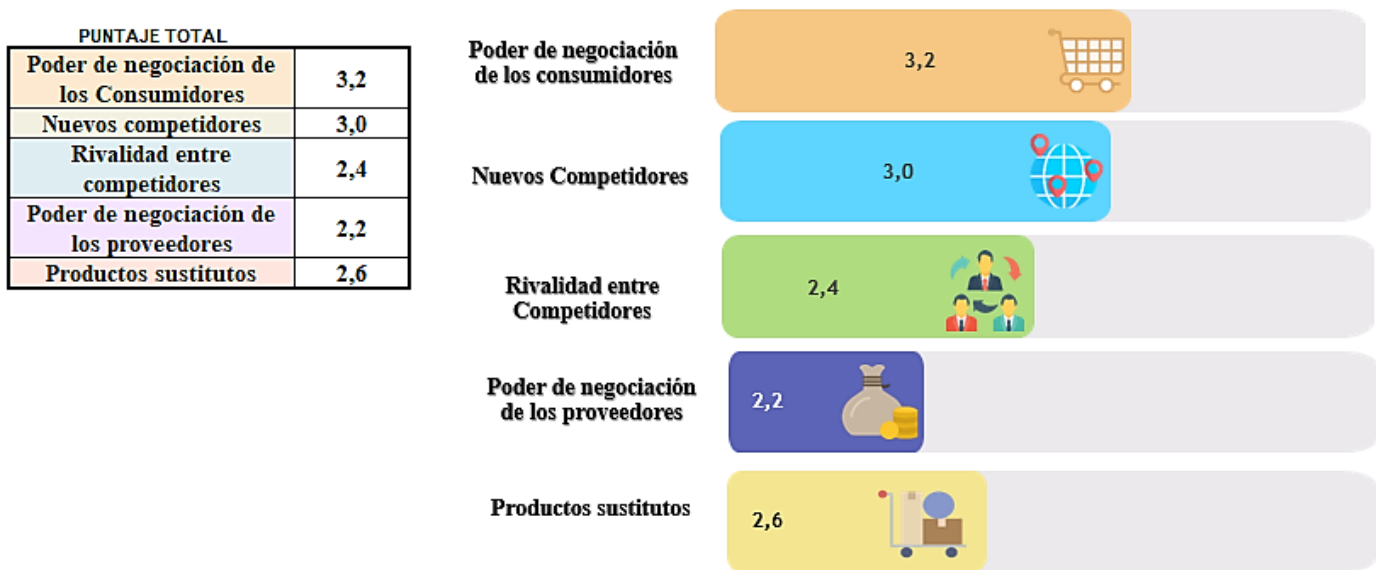 PUNTAJE TOTAL
Poder de negociación de
los Consumidores
3,2
Nuevos competidores
3,0
Rivalidad entre
competidores
2,4
Poder de negociación de
los proveedores
2,2
Productos sustitutos
2,6
Poder de negociación
de los consumidores
3,2
Nuevos Competidores
3,0
Rivalidad entre
Competidores
2,4
Poder de negociación
de los proveedores
2,2
Productos sustitutos
2,6